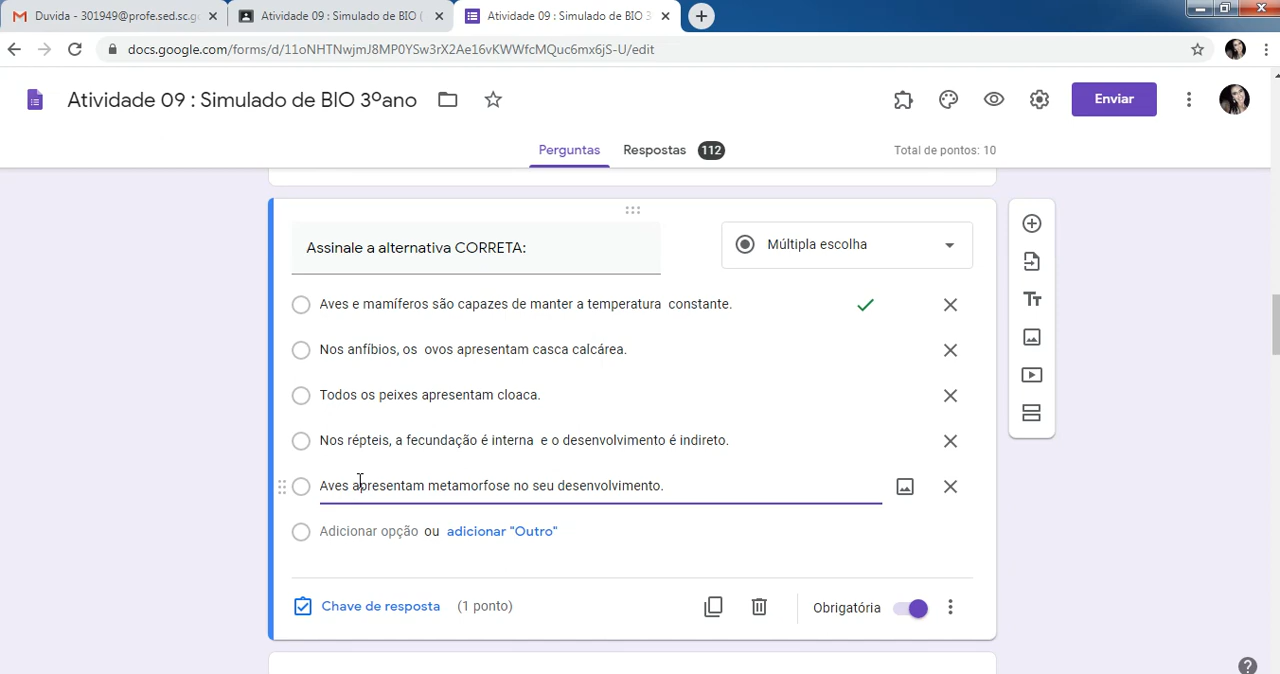 Duvida - 301949@profe.sed.sc.g
Atividade 09 : Simulado de BIO (
Atividade 09 : Simulado de BIO 3
docs.google.com/forms/d/11oNHTNwjmJ8MP0YSw3rX2Ae16vKWWfcMQuc6mx6jS-U/edit
Atividade 09 : Simulado de BIO 3ºano
Enviar
Perguntas
Respostas
112
Total de pontos: 10
Assinale a alternativa CORRETA:
Múltipla escolha
Aves e mamíferos são capazes de manter a temperatura  constante.
Nos anfíbios, os  ovos apresentam casca calcárea.
Todos os peixes apresentam cloaca.
Nos répteis, a fecundação é interna  e o desenvolvimento é indireto.
Aves apresentam metamorfose no seu desenvolvimento.
Adicionar opção ou adicionar "Outro"
Chave de resposta (1 ponto)
Obrigatória